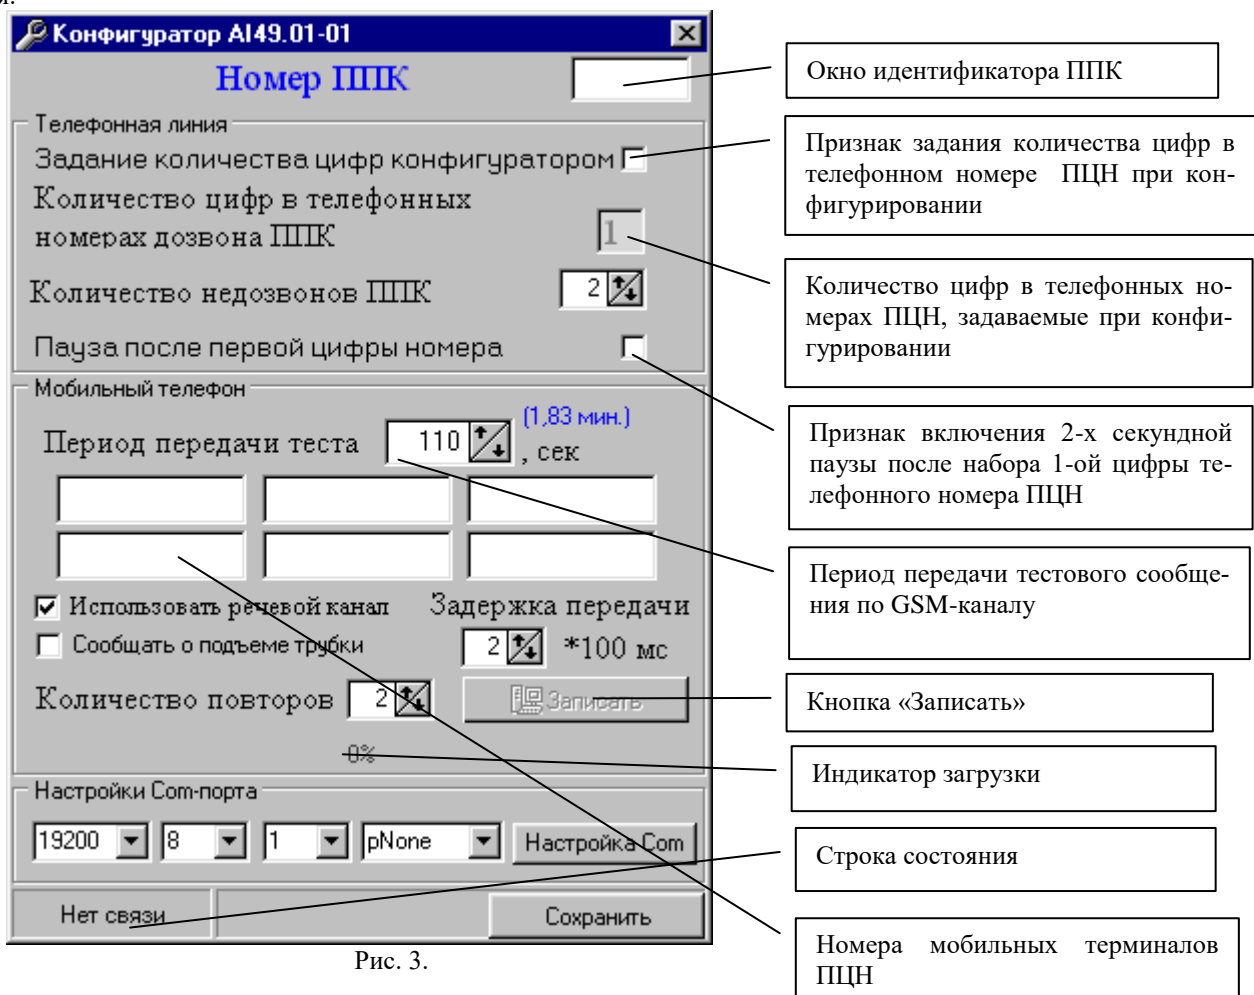 ы.
Конфигуратор AI49.01-01
Номер ППК
Телефонная линия
Задание количества цифр конфигуратором
Количество цифр в телефонных
номерах дозвона ППК
1
Количество недозвонов ППК
2
Пауза после первой цифры номера
Мобильный телефон
(1,83 мин.)
Период передачи теста 110 , сек
Использовать речевой канал
Задержка передачи
Сообщать о подъеме трубки
2 *100 мс
Количество повторов 2
Записать
0%
Настройки Com-порта
19200 8 1 pNone Настройка Com
Нет связи
Сохранить
Рис. 3.
Окно идентификатора ППК
Признак задания количества цифр в
телефонном номере ПЦН при кон-
фигурировании
Количество цифр в телефонных но-
мерах ПЦН, задаваемые при конфи-
гурировании
Признак включения 2-х секундной
паузы после набора 1-ой цифры те-
лефонного номера ПЦН
Период передачи тестового сообще-
ния по GSM-каналу
Кнопка «Записать»
Индикатор загрузки
Строка состояния
Номера мобильных терминалов
ПЦН